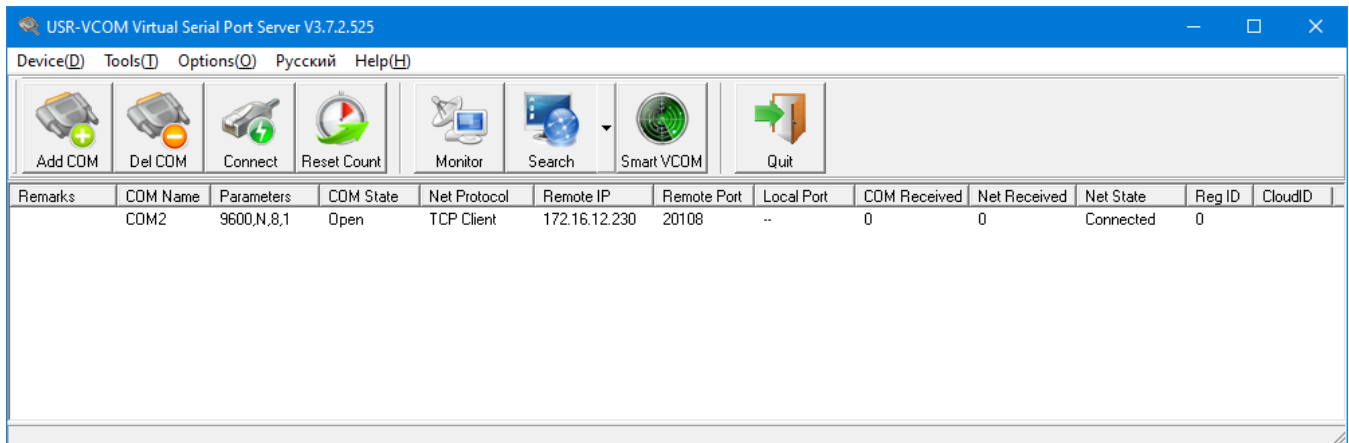 USR-VCOM Virtual Serial Port Server V3.7.2.525
Device(D) Tools(T) Options(O) Русский Help(H)
Add COM Del COM Connect Reset Count Monitor Search Smart VCOM Quit
Remarks COM Name Parameters COM State Net Protocol Remote IP Remote Port Local Port COM Received Net Received Net State Reg ID CloudID
COM2 9600,N,8,1 Open TCP Client 172.16.12.230 20108 -- 0 0 Connected 0